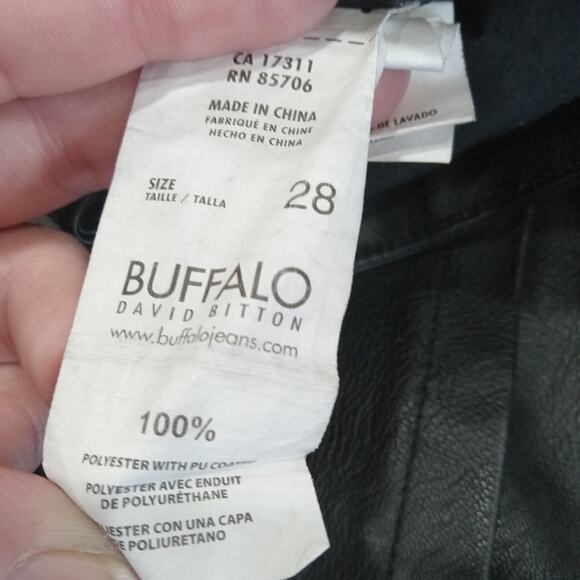 CA 17311
RN 85706
MADE IN CHINA
FABRIQUÉ EN CHINE
HECHO EN CHINA
SIZE 28
TAILLE / TALLA
BUFFALO
DAVID BITTON
www.buffalojeans.com
100%
POLYESTER WITH PU
POLYESTER AVEC ENDUIT
DE POLYURÉTHANE
CON UNA CAPA
POLIURETANO
DE LAVADO